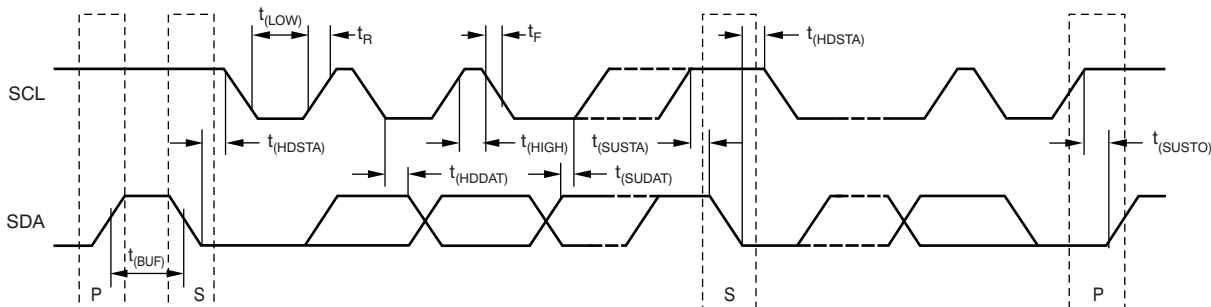 t(LOW)
tR
tF
t(HDSTA)
SCL
t(HDSTA)
t(HIGH)
t(SUSTA)
t(SUSTO)
t(HDDAT)
t(SUDAT)
SDA
t(BUF)
P
S
S
P